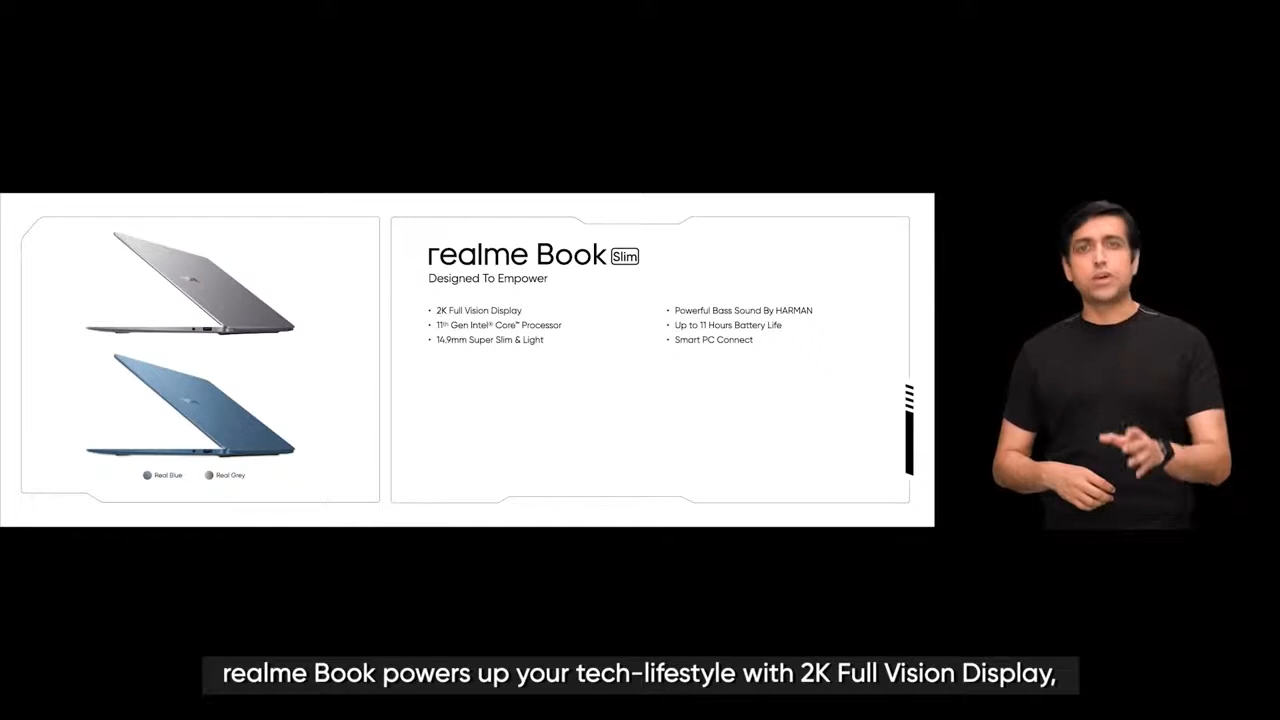 realme Book Slim
Designed To Empower
• 2K Full Vision Display
• 11th Gen Intel® Core™ Processor
• 14.9mm Super Slim & Light
• Powerful Bass Sound By HARMAN
• Up to 11 Hours Battery Life
• Smart PC Connect
Real Blue Real Grey
realme Book powers up your tech-lifestyle with 2K Full Vision Display,